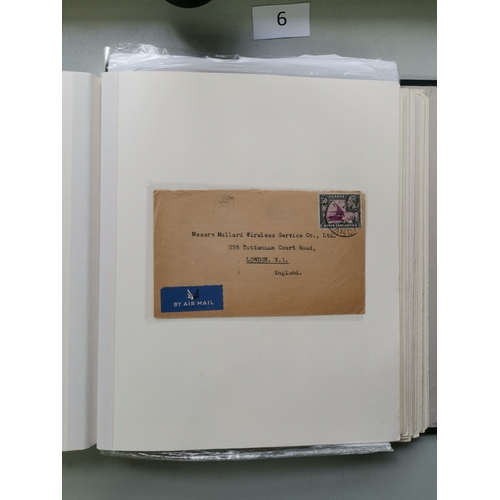 6
Messrs Mullard Wireless Service Co., Ltd.
225 Tottenham Court Road,
LONDON. W.1.
England.
BY AIR MAIL